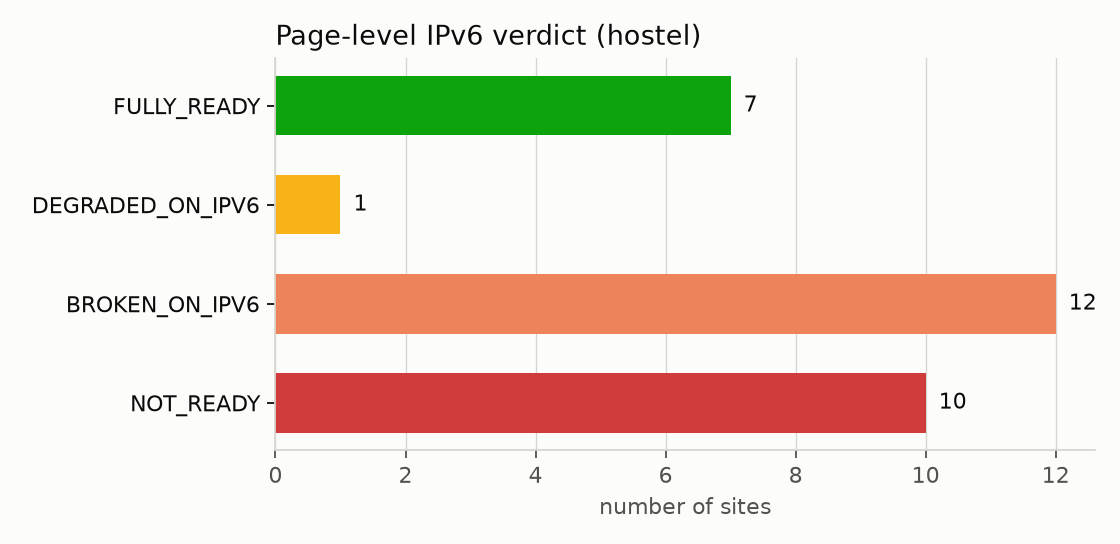 Page-level IPv6 verdict (hostel)
FULLY_READY
7
DEGRADED_ON_IPV6
1
BROKEN_ON_IPV6
12
NOT_READY
10
0 2 4 6 8 10 12
number of sites